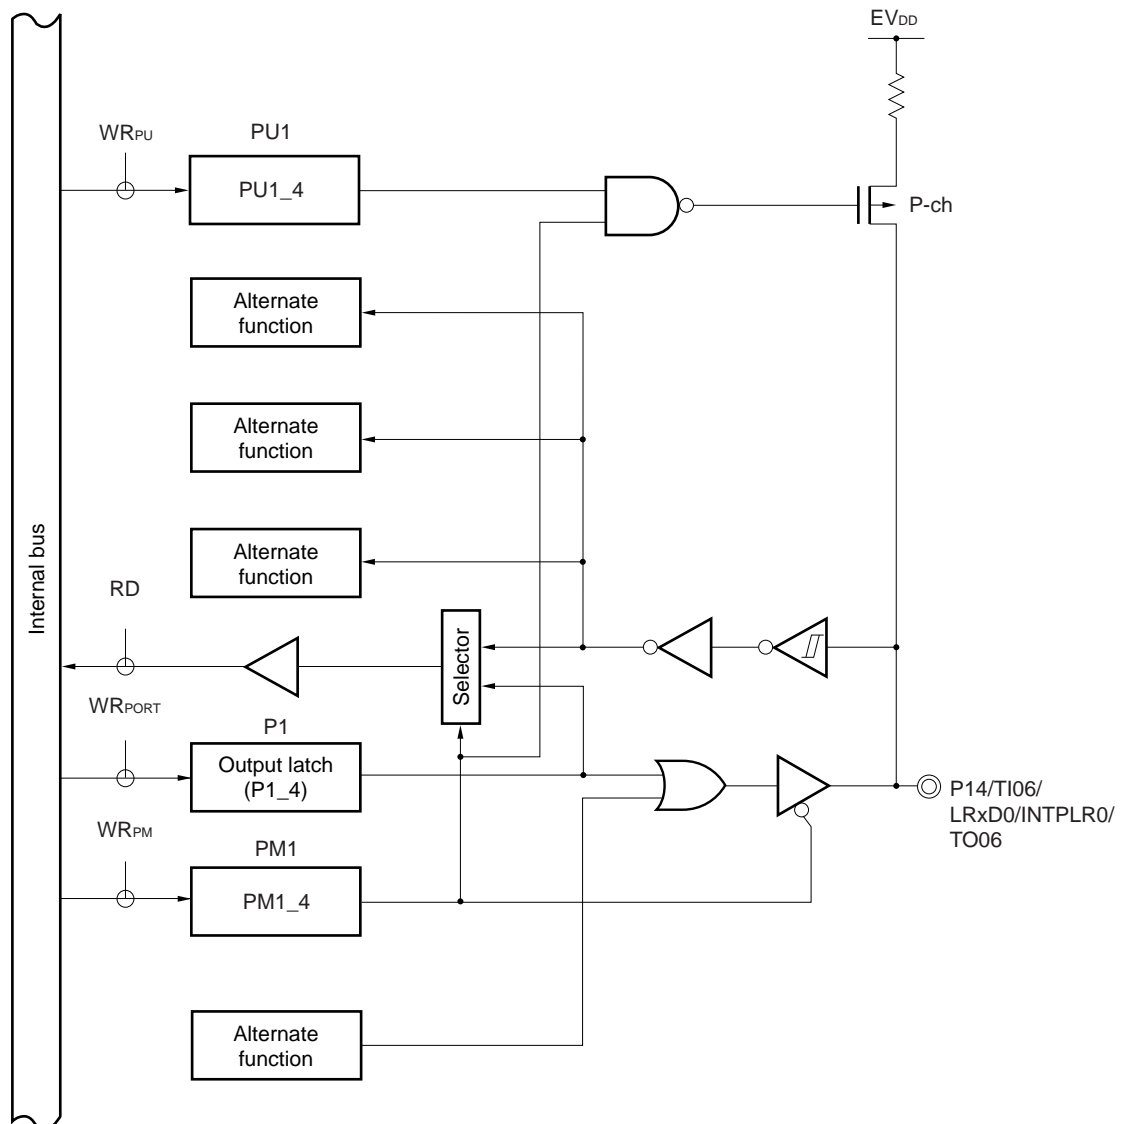 EVDD
WRPU
PU1
PU1_4
P-ch
Alternate
function
Alternate
function
Alternate
function
Internal bus
RD
Selector
WRPORT
P1
Output latch
(P1_4)
P14/TI06/
LRxD0/INTPLR0/
TO06
WRPM
PM1
PM1_4
Alternate
function